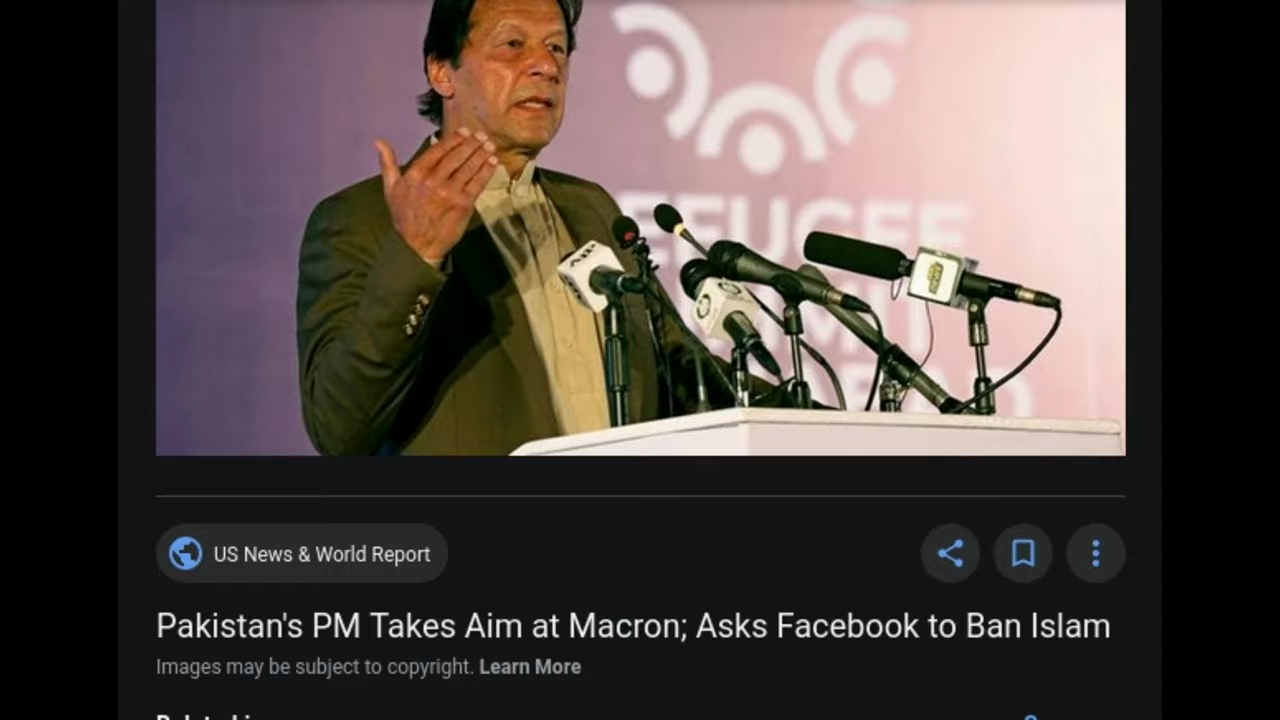 US News & World Report
Pakistan's PM Takes Aim at Macron; Asks Facebook to Ban Islam
Images may be subject to copyright. Learn More